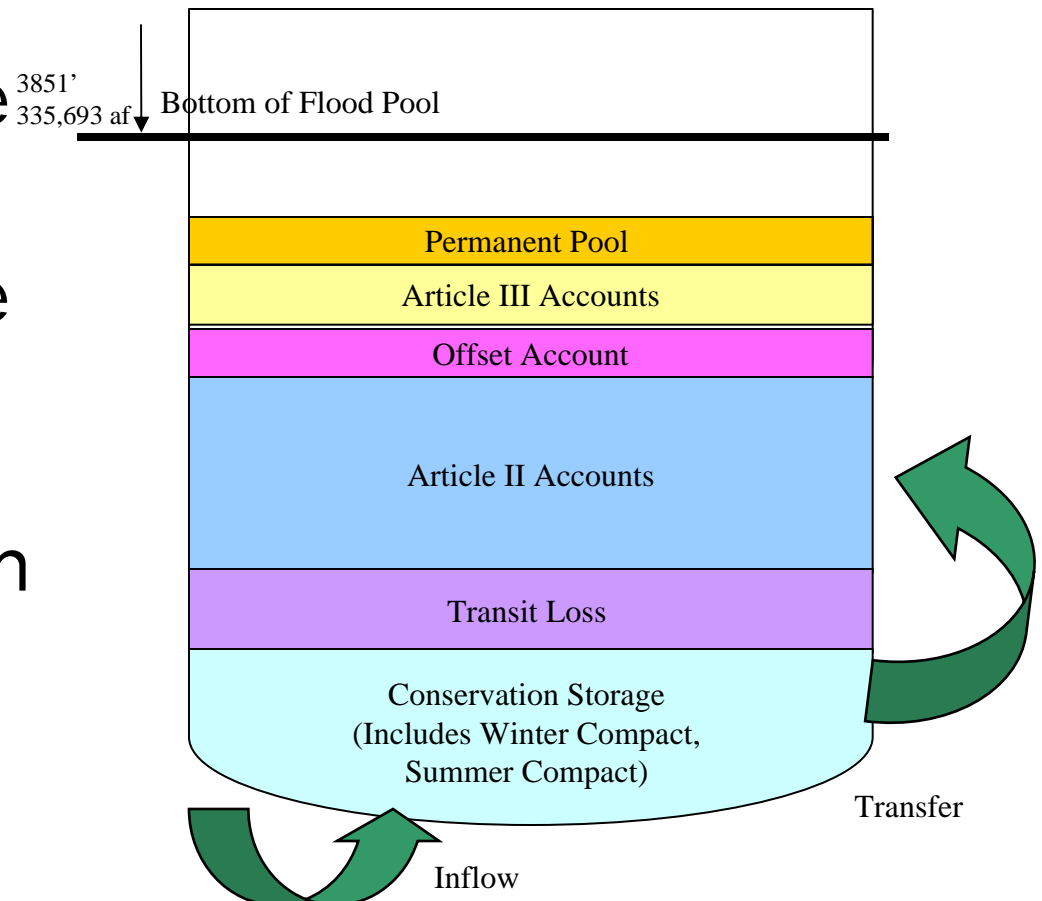 e
3851’
335,693 af
Bottom of Flood Pool
Permanent Pool
e
Article III Accounts
Offset Account
Article II Accounts
n
Transit Loss
Conservation Storage
(Includes Winter Compact,
Summer Compact)
Transfer
Inflow